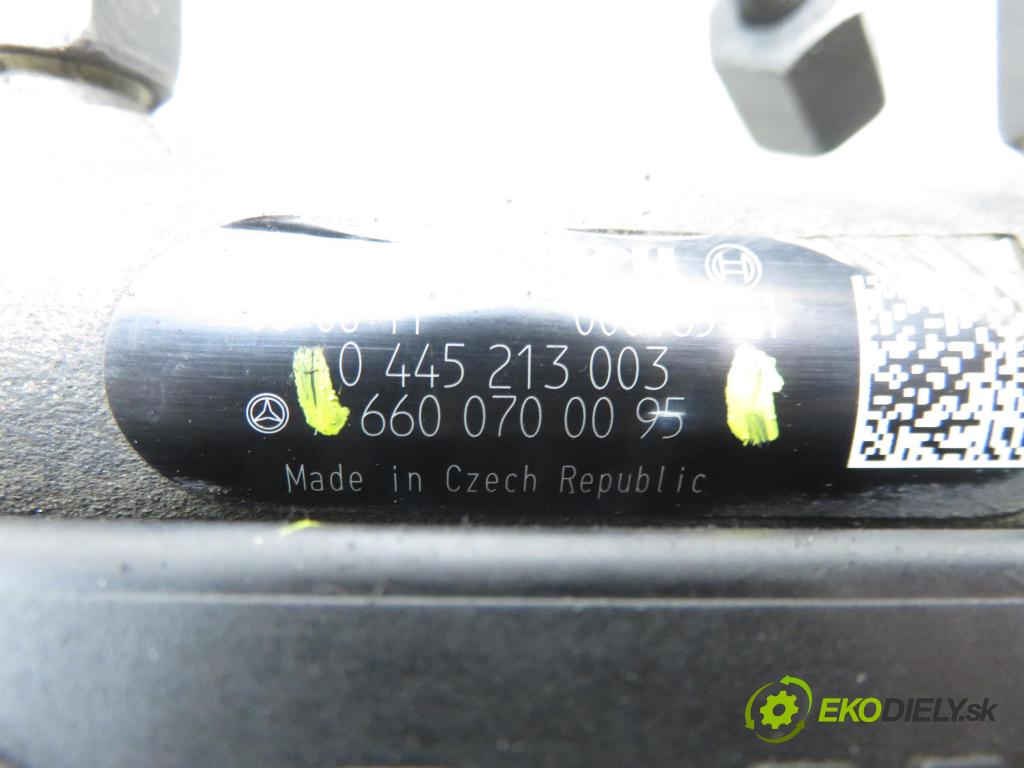 0 445 213 003
660 070 00 95
Made in Czech Republic
EKODIELY.sk